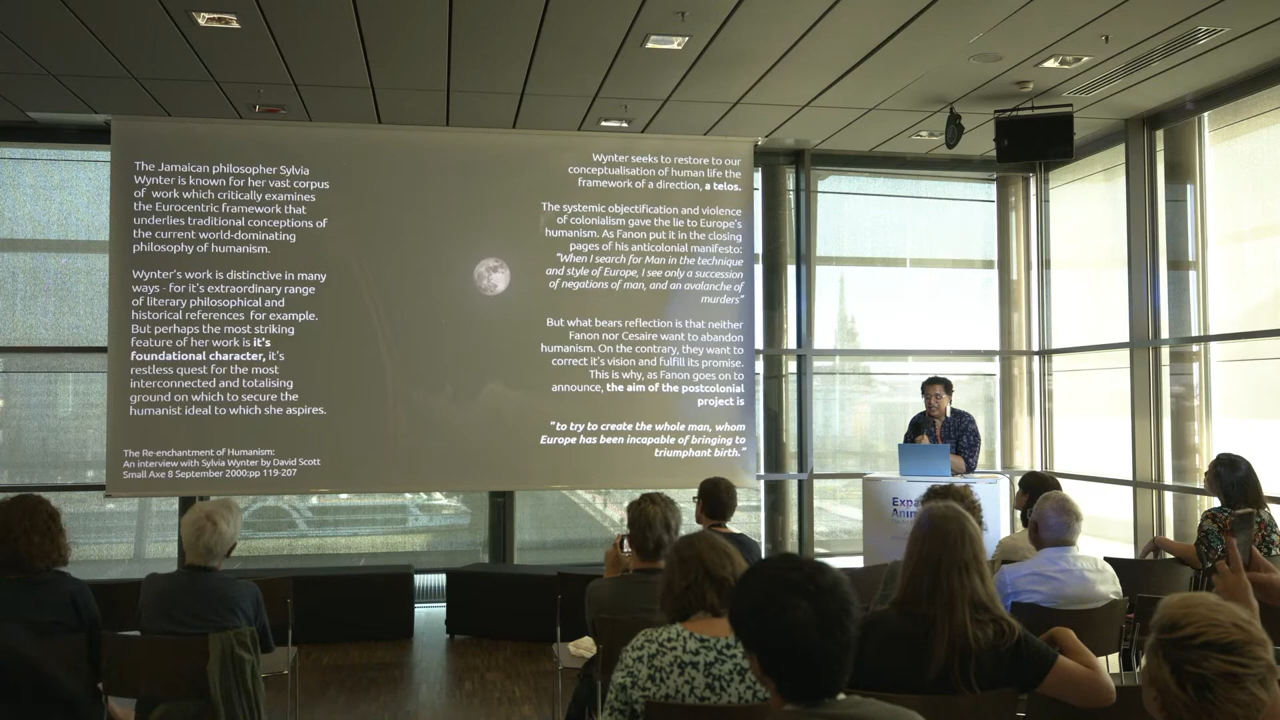 The Jamaican philosopher Sylvia
Wynter is known for her vast corpus
of work which critically examines
the Eurocentric framework that
underlies traditional conceptions of
the current world-dominating
philosophy of humanism.
Wynter's work is distinctive in many
ways - for it's extraordinary range
of literary philosophical and
historical references for example.
But perhaps the most striking
feature of her work is it's
foundational character, it's
restless quest for the most
interconnected and totalising
ground on which to secure the
humanist ideal to which she aspires.
The Re-enchantment of Humanism:
An interview with Sylvia Wynter by David Scott
Small Axe 8 September 2000:pp 119-207
Wynter seeks to restore to our
conceptualisation of human life the
framework of a direction, a telos.
The systemic objectification and violence
of colonialism gave the lie to Europe's
humanism. As Fanon put it in the closing
pages of his anticolonial manifesto:
"When I search for Man in the technique
and style of Europe, I see only a succession
of negations of man, and an avalanche of
murders"
But what bears reflection is that neither
Fanon nor Cesaire want to abandon
humanism. On the contrary, they want to
correct it's vision and fulfill its promise.
This is why, as Fanon goes on to
announce, the aim of the postcolonial
project is
"to try to create the whole man, whom
Europe has been incapable of bringing to
triumphant birth."
Expa
Anim